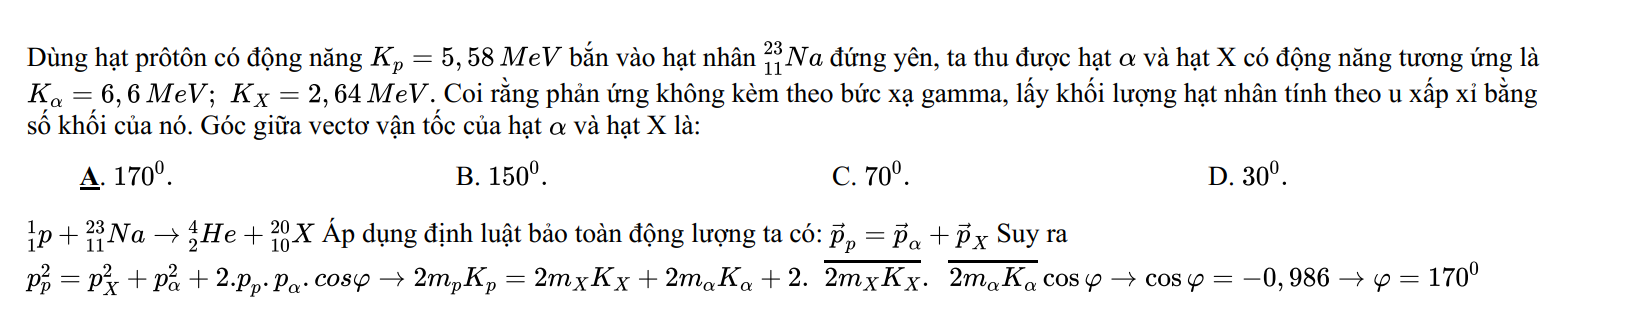 Dùng hạt prôtôn có động năng $K_p = 5,58\,MeV$ bắn vào hạt nhân $^{23}_{11}Na$ đứng yên, ta thu được hạt α và hạt X có động năng tương ứng là
$K_\alpha = 6,6\,MeV;\ K_X = 2,64\,MeV.$ Coi rằng phản ứng không kèm theo bức xạ gamma, lấy khối lượng hạt nhân tính theo u xấp xỉ bằng
số khối của nó. Góc giữa vectơ vận tốc của hạt α và hạt X là:
A. $170^0$. B. $150^0$. C. $70^0$. D. $30^0$.
$^1_1p + ^{23}_{11}Na \rightarrow ^4_2He + ^{20}_{10}X$ Áp dụng định luật bảo toàn động lượng ta có: $\vec{p}_p = \vec{p}_\alpha + \vec{p}_X$ Suy ra
$p_p^2 = p_X^2 + p_\alpha^2 + 2.p_p.p_\alpha.cos\varphi \rightarrow 2m_pK_p = 2m_XK_X + 2m_\alpha K_\alpha + 2.\ \overline{2m_XK_X}.\ \overline{2m_\alpha K_\alpha} \cos\varphi \rightarrow \cos\varphi = -0,986 \rightarrow \varphi = 170^0$